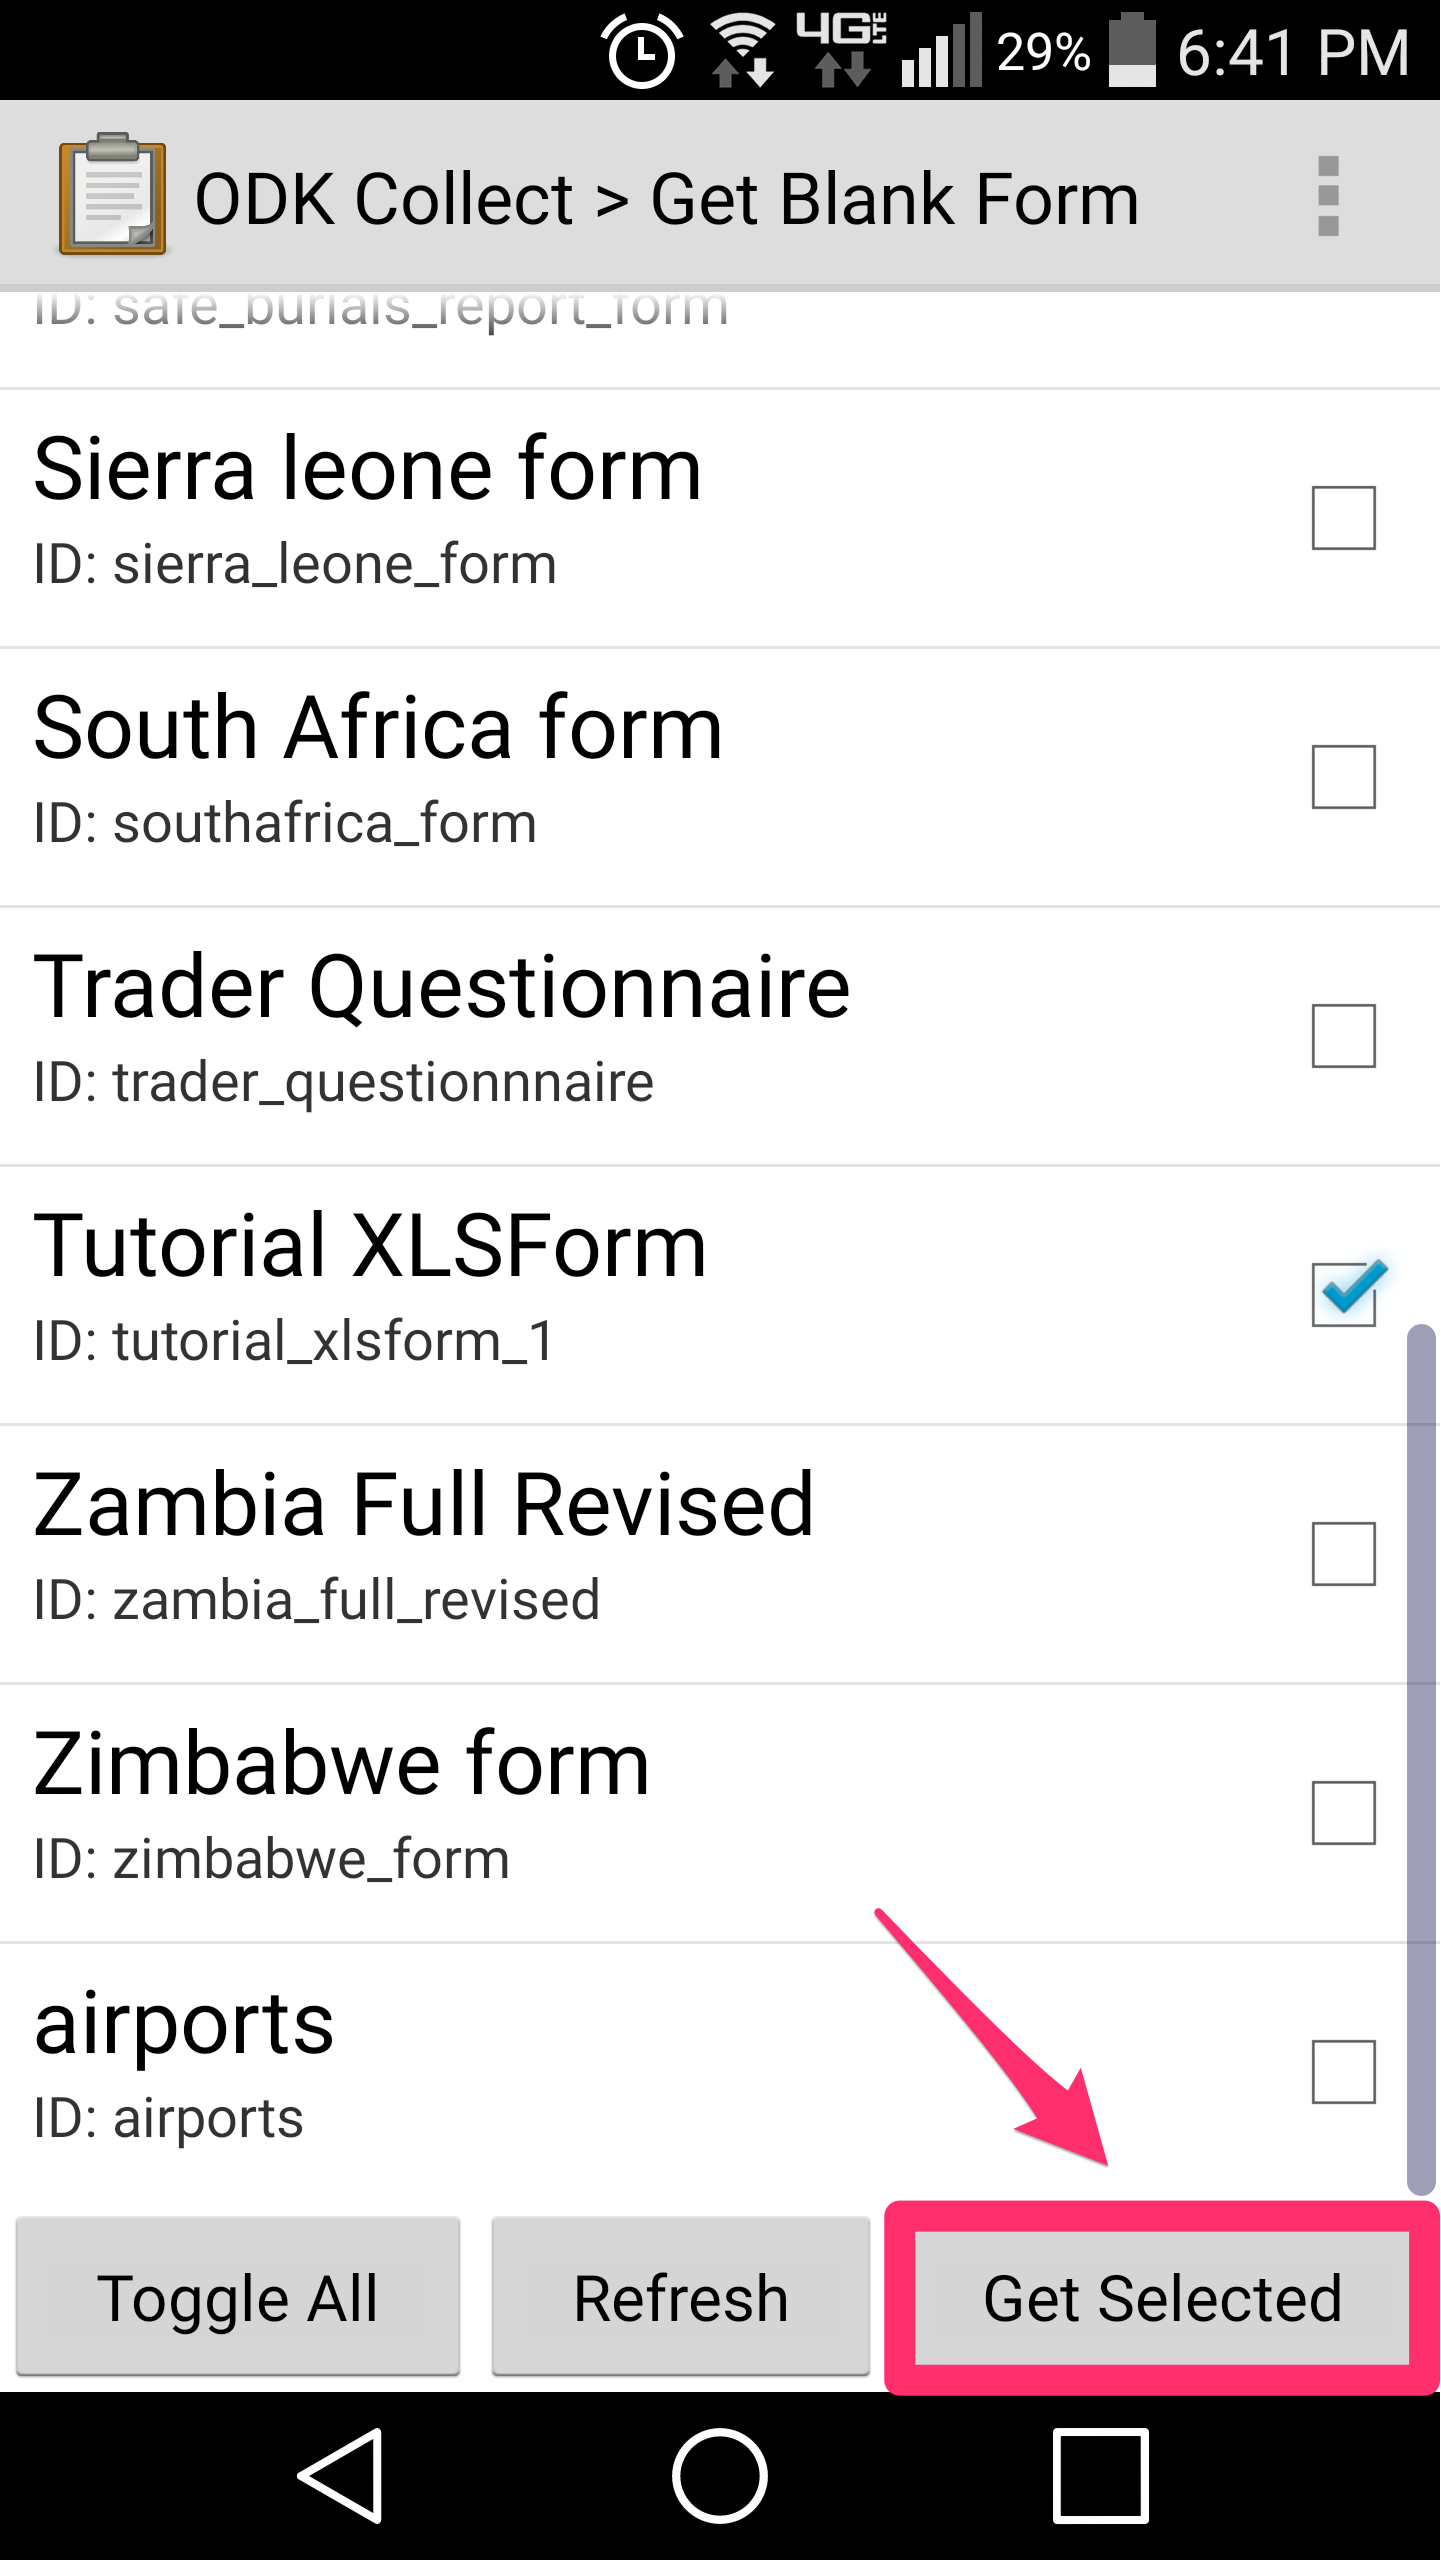 4G LTE 29% 6:41 PM
ODK Collect > Get Blank Form
ID: safe_burials_report_form
Sierra leone form
ID: sierra_leone_form
South Africa form
ID: southafrica_form
Trader Questionnaire
ID: trader_questionnnaire
Tutorial XLSForm
ID: tutorial_xlsform_1
Zambia Full Revised
ID: zambia_full_revised
Zimbabwe form
ID: zimbabwe_form
airports
ID: airports
Toggle All Refresh Get Selected